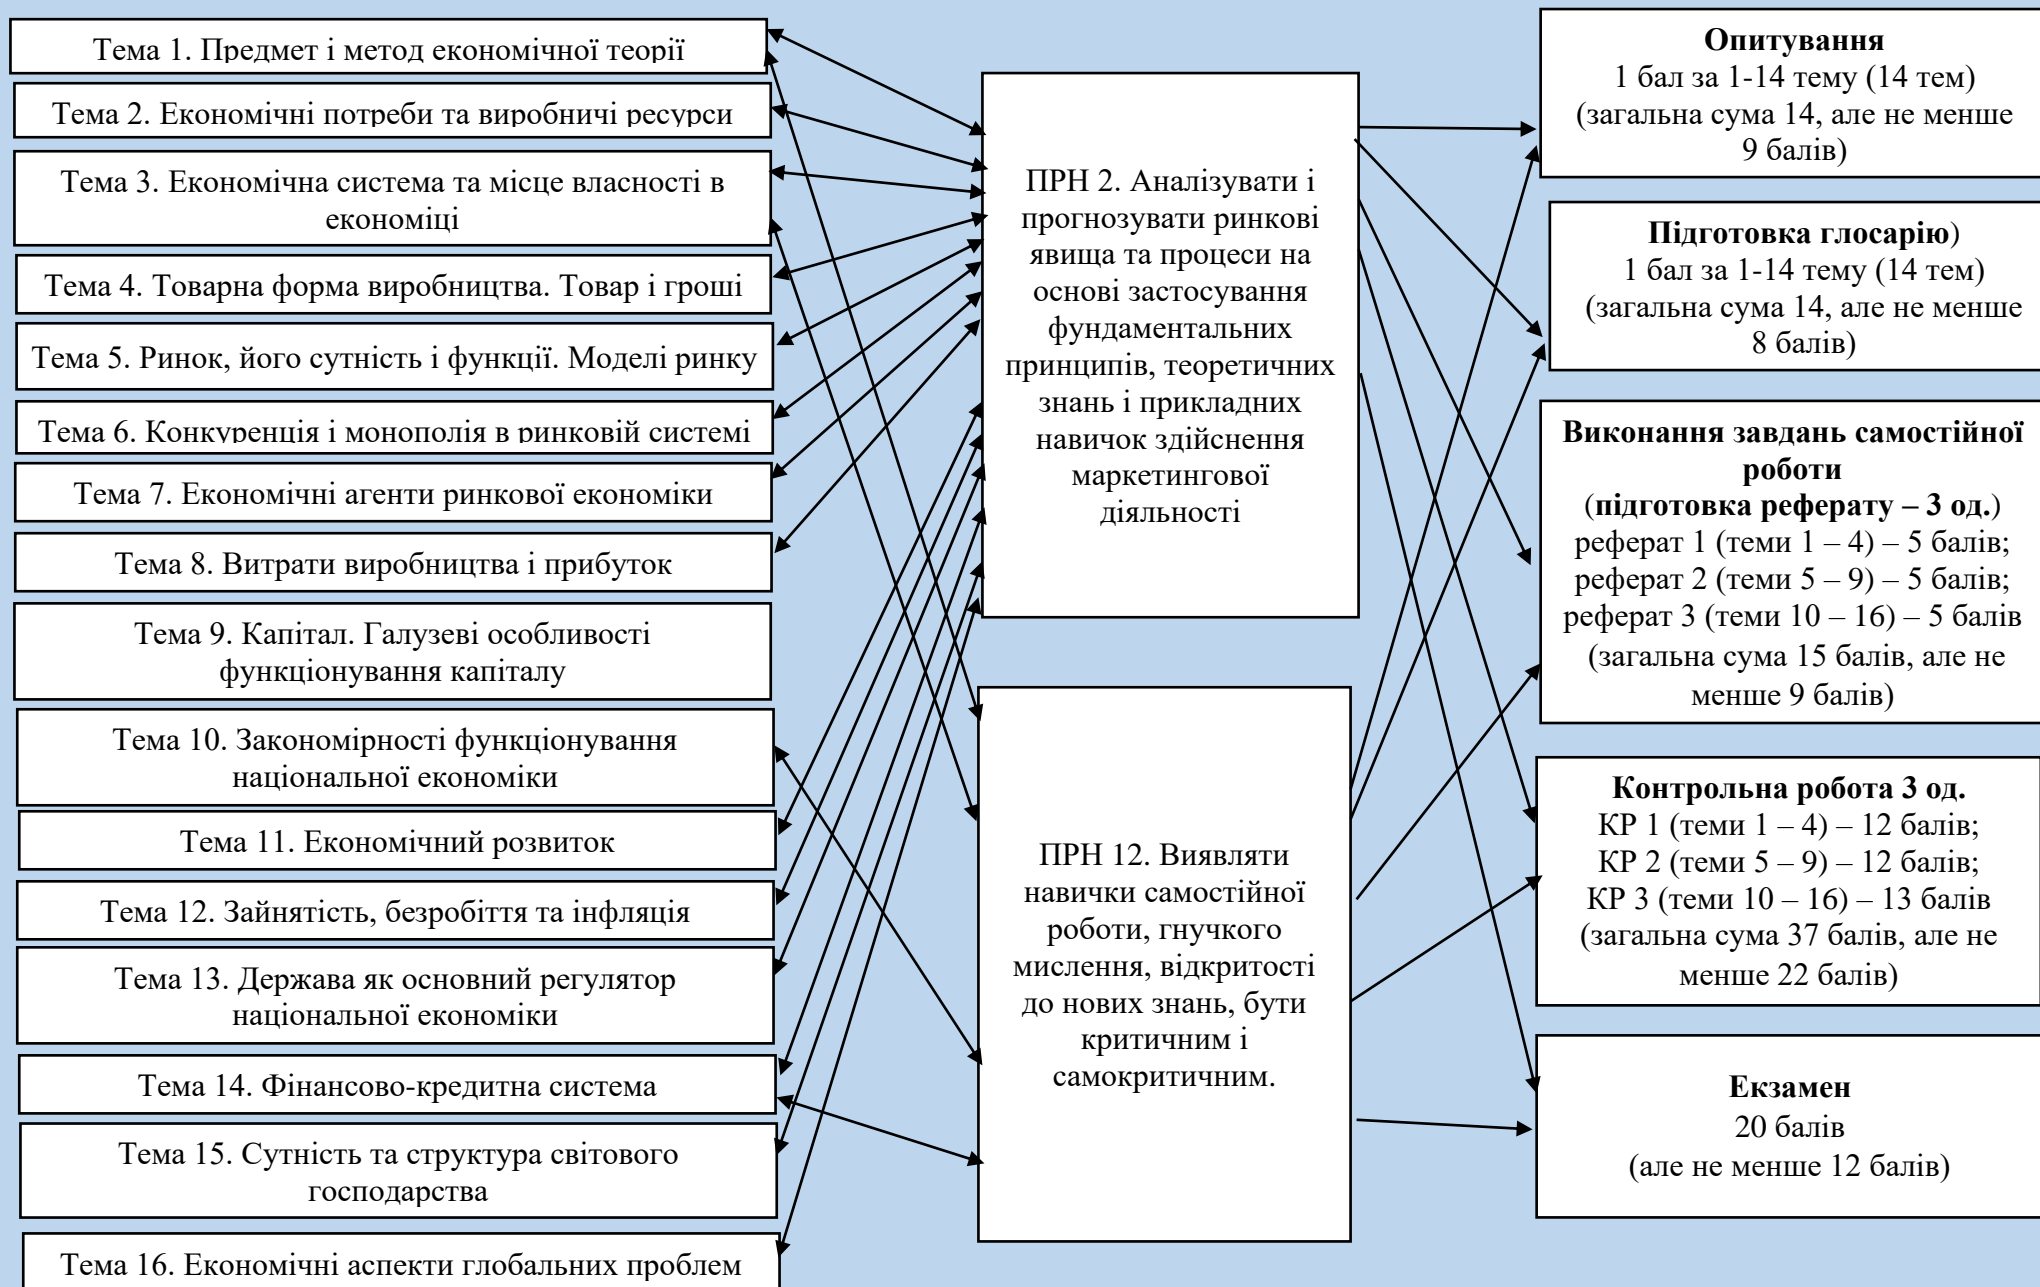 Тема 1. Предмет і метод економічної теорії
Тема 2. Економічні потреби та виробничі ресурси
Тема 3. Економічна система та місце власності в
економіці
Тема 4. Товарна форма виробництва. Товар і гроші
Тема 5. Ринок, його сутність і функції. Моделі ринку
Тема 6. Конкуренція і монополія в ринковій системі
Тема 7. Економічні агенти ринкової економіки
Тема 8. Витрати виробництва і прибуток
Тема 9. Капітал. Галузеві особливості
функціонування капіталу
Тема 10. Закономірності функціонування
національної економіки
Тема 11. Економічний розвиток
Тема 12. Зайнятість, безробіття та інфляція
Тема 13. Держава як основний регулятор
національної економіки
Тема 14. Фінансово-кредитна система
Тема 15. Сутність та структура світового
господарства
Тема 16. Економічні аспекти глобальних проблем
ПРН 2. Аналізувати і
прогнозувати ринкові
явища та процеси на
основі застосування
фундаментальних
принципів, теоретичних
знань і прикладних
навичок здійснення
маркетингової
діяльності
ПРН 12. Виявляти
навички самостійної
роботи, гнучкого
мислення, відкритості
до нових знань, бути
критичним і
самокритичним.
Опитування
1 бал за 1-14 тему (14 тем)
(загальна сума 14, але не менше
9 балів)
Підготовка глосарію)
1 бал за 1-14 тему (14 тем)
(загальна сума 14, але не менше
8 балів)
Виконання завдань самостійної
роботи
(підготовка реферату – 3 од.)
реферат 1 (теми 1 – 4) – 5 балів;
реферат 2 (теми 5 – 9) – 5 балів;
реферат 3 (теми 10 – 16) – 5 балів
(загальна сума 15 балів, але не
менше 9 балів)
Контрольна робота 3 од.
КР 1 (теми 1 – 4) – 12 балів;
КР 2 (теми 5 – 9) – 12 балів;
КР 3 (теми 10 – 16) – 13 балів
(загальна сума 37 балів, але не
менше 22 балів)
Екзамен
20 балів
(але не менше 12 балів)